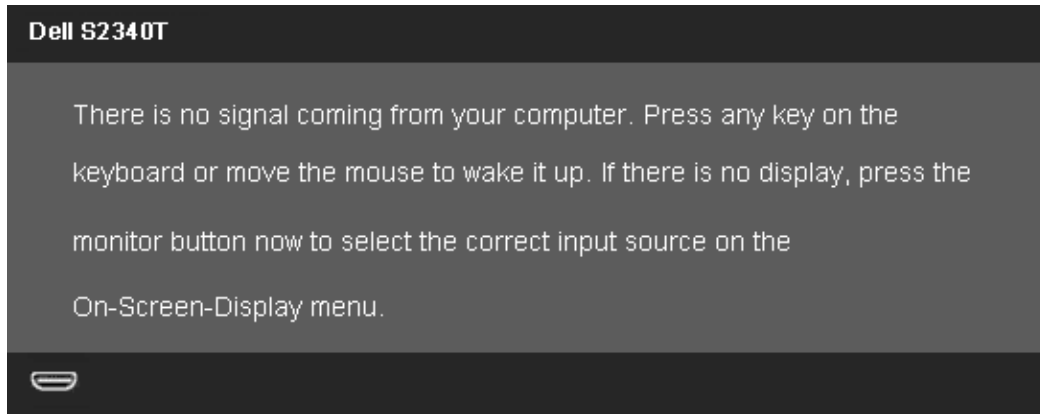 Dell S2340T
There is no signal coming from your computer. Press any key on the
keyboard or move the mouse to wake it up. If there is no display, press the
monitor button now to select the correct input source on the
On-Screen-Display menu.